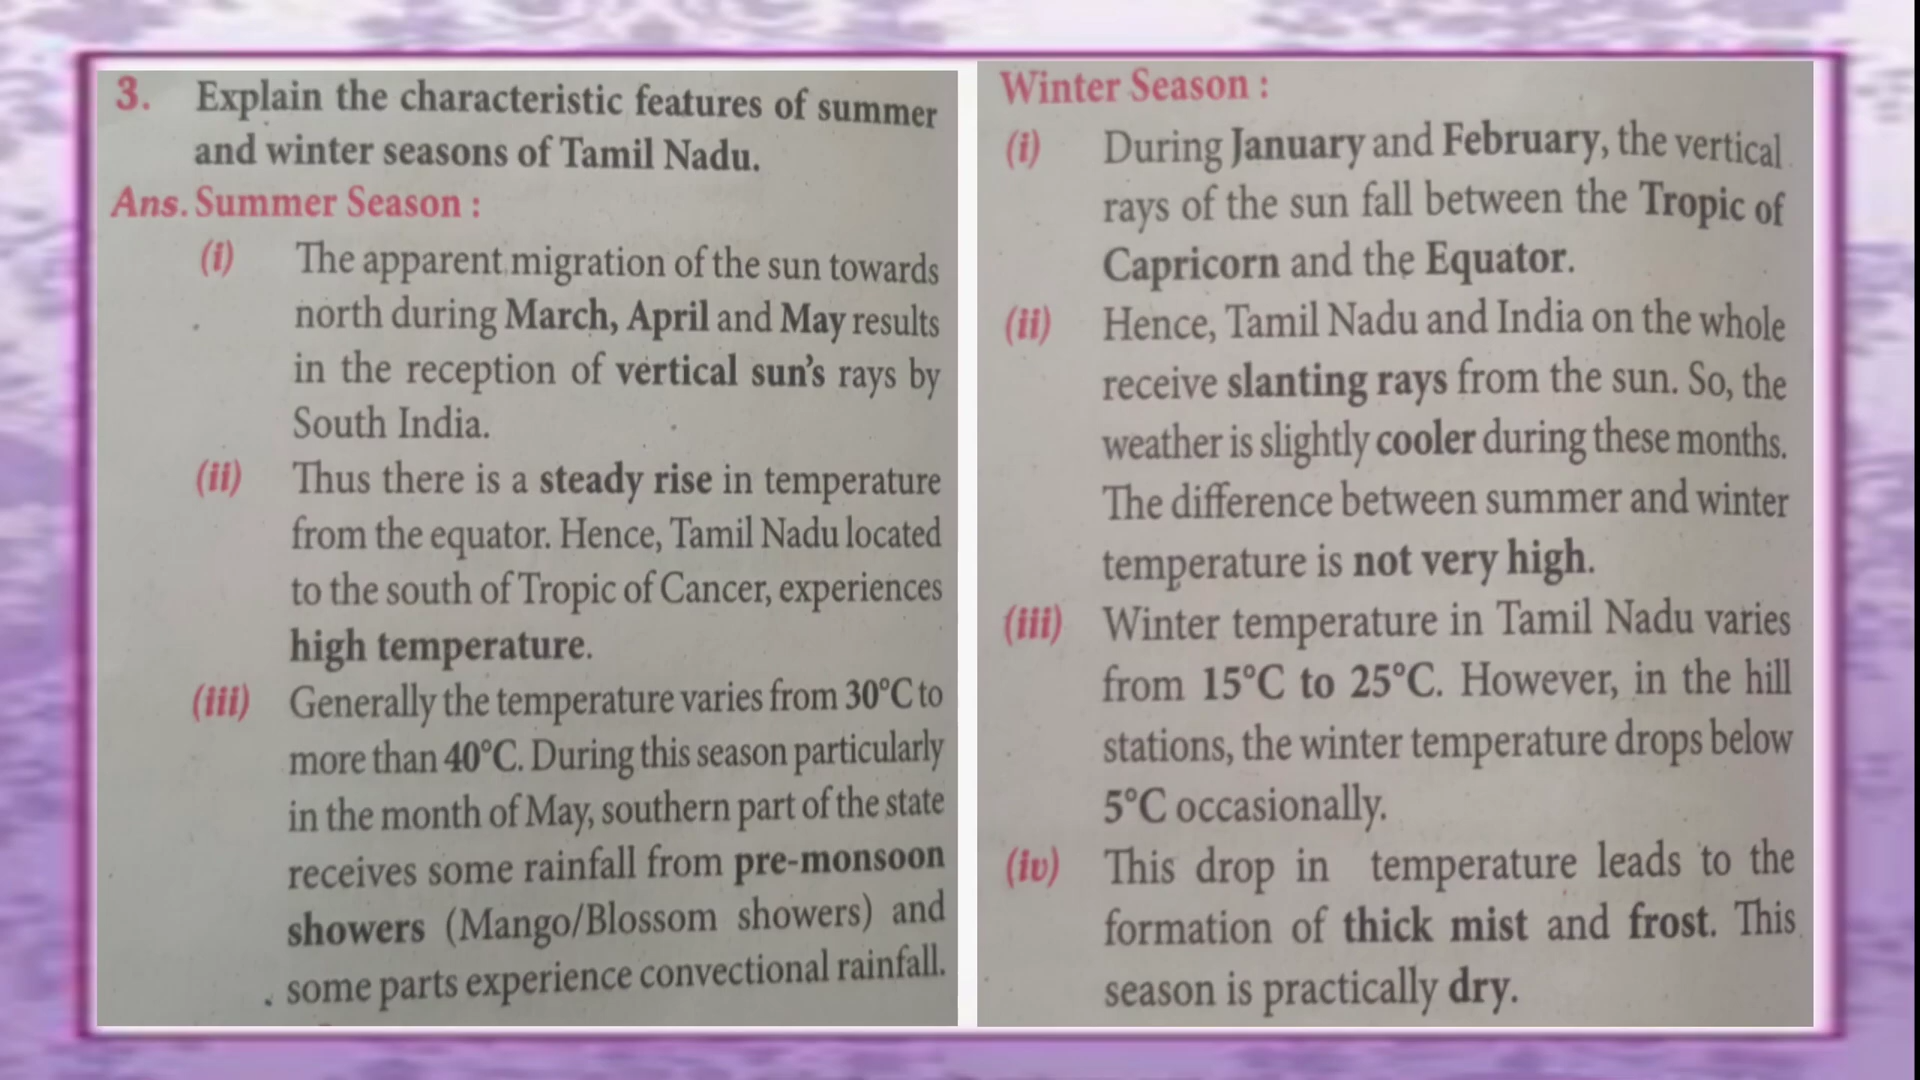 3. Explain the characteristic features of summer
and winter seasons of Tamil Nadu.
Ans. Summer Season :
(i) The apparent migration of the sun towards
north during March, April and May results
in the reception of vertical sun's rays by
South India.
(ii) Thus there is a steady rise in temperature
from the equator. Hence, Tamil Nadu located
to the south of Tropic of Cancer, experiences
high temperature.
(iii) Generally the temperature varies from 30°C to
more than 40°C. During this season particularly
in the month of May, southern part of the state
receives some rainfall from pre-monsoon
showers (Mango/Blossom showers) and
some parts experience convectional rainfall.
Winter Season :
(i) During January and February, the vertical
rays of the sun fall between the Tropic of
Capricorn and the Equator.
(ii) Hence, Tamil Nadu and India on the whole
receive slanting rays from the sun. So, the
weather is slightly cooler during these months.
The difference between summer and winter
temperature is not very high.
(iii) Winter temperature in Tamil Nadu varies
from 15°C to 25°C. However, in the hill
stations, the winter temperature drops below
5°C occasionally.
(iv) This drop in temperature leads to the
formation of thick mist and frost. This
season is practically dry.